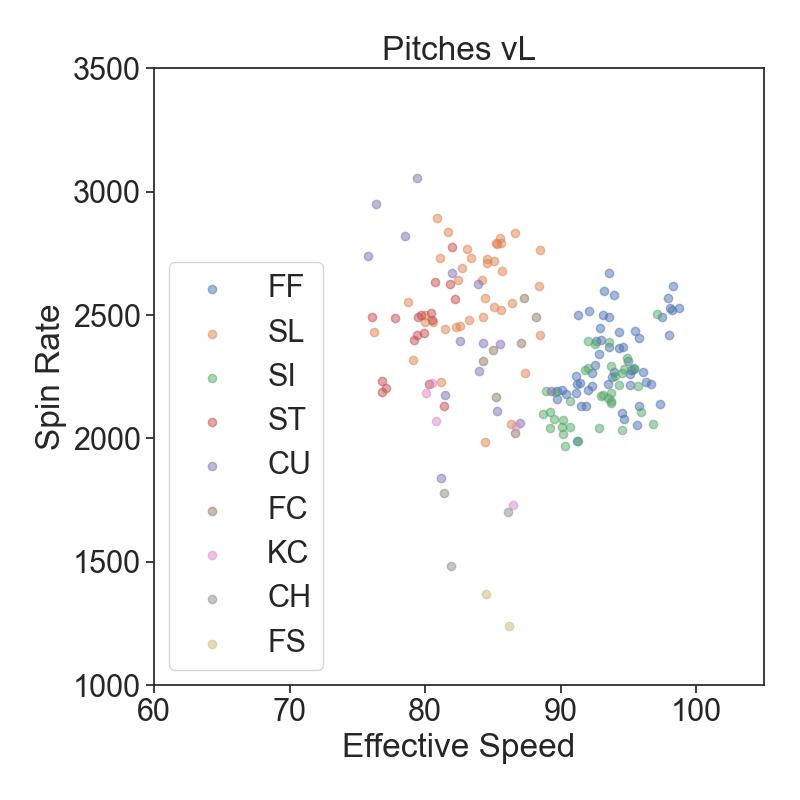 Pitches vL
3500
3000
2500
2000
1500
1000
Spin Rate
FF
SL
SI
ST
CU
FC
KC
CH
FS
60 70 80 90 100
Effective Speed